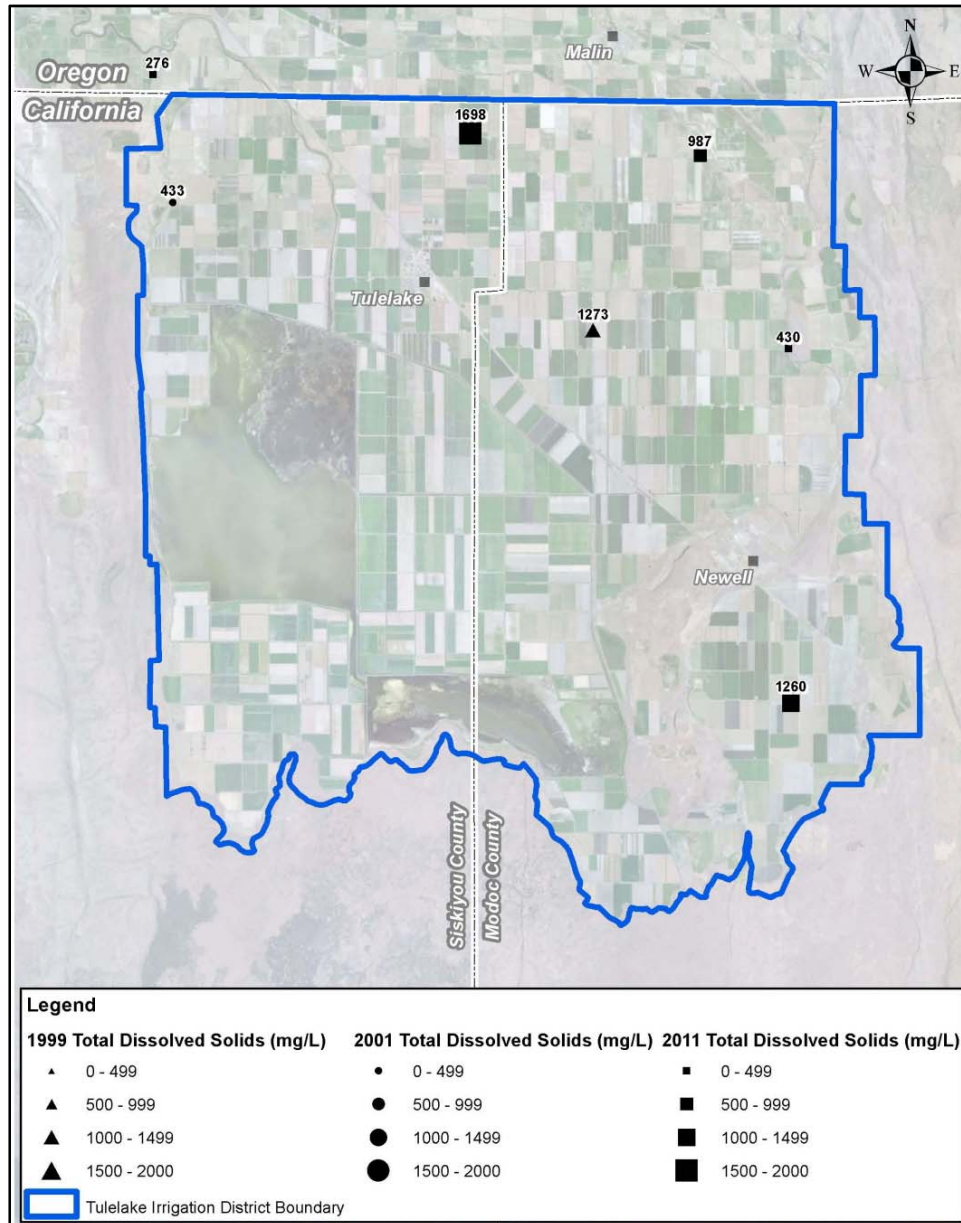 Malin
N
276
Oregon
W
E
California
S
1698
987
433
Tulelake
1273
430
Newell
1260
Siskiyou County
Modoc County
Legend
1999 Total Dissolved Solids (mg/L)
0 - 499
500 - 999
1000 - 1499
1500 - 2000
2001 Total Dissolved Solids (mg/L)
0 - 499
500 - 999
1000 - 1499
1500 - 2000
2011 Total Dissolved Solids (mg/L)
0 - 499
500 - 999
1000 - 1499
1500 - 2000
Tulelake Irrigation District Boundary